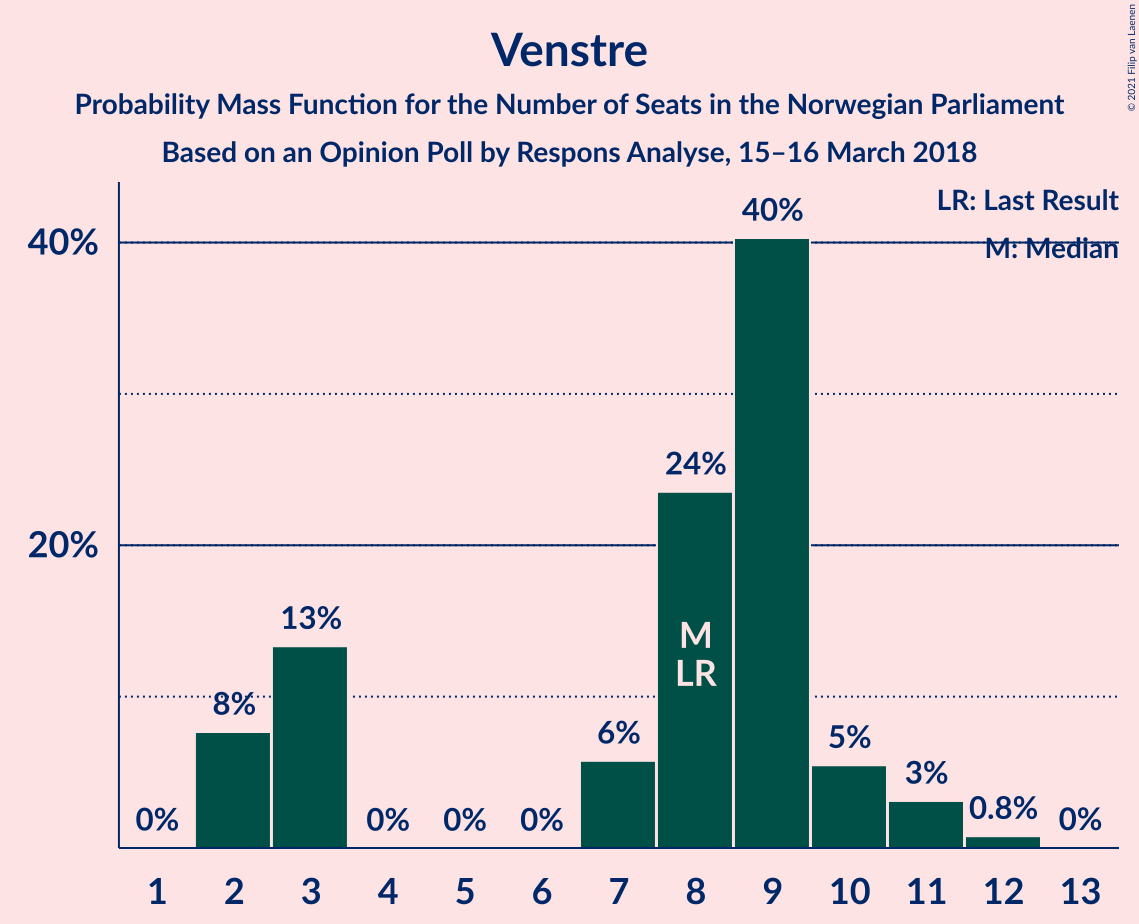 Venstre
Probability Mass Function for the Number of Seats in the Norwegian Parliament
Based on an Opinion Poll by Respons Analyse, 15–16 March 2018
© 2021 Filip van Laenen
LR: Last Result
M: Median
40%
20%
0%
8%
13%
0%
0%
0%
6%
24%
40%
5%
3%
0.8%
0%
M
LR
1 2 3 4 5 6 7 8 9 10 11 12 13